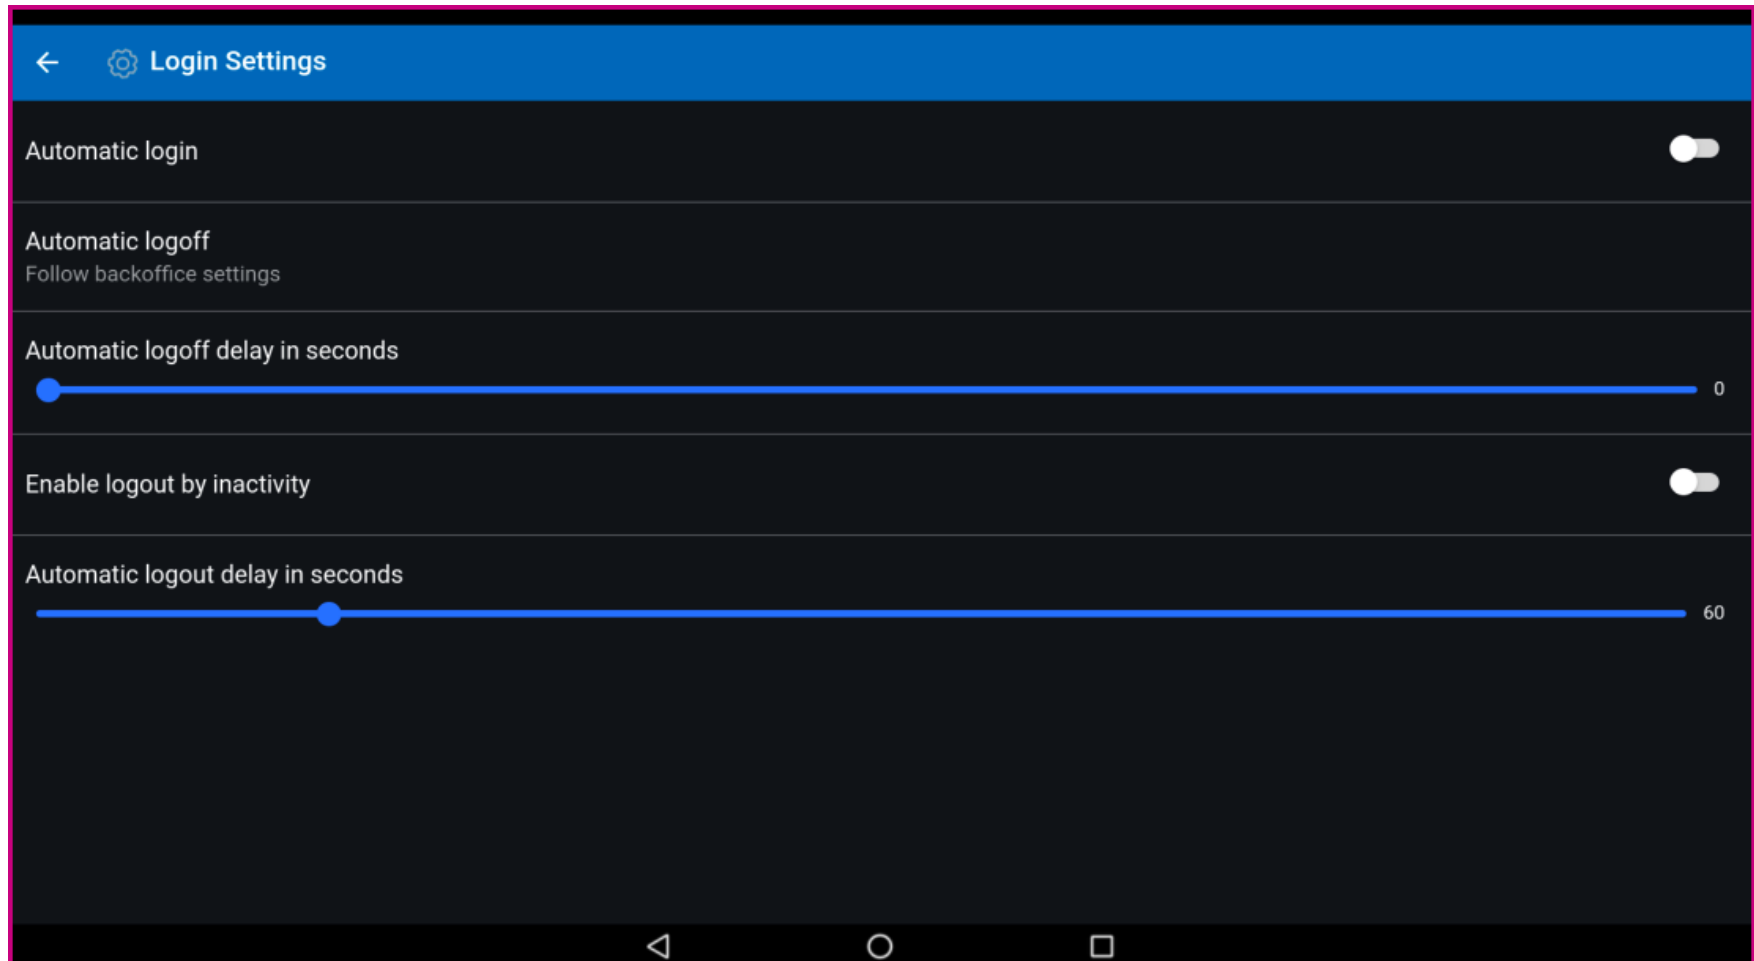 Login Settings
Automatic login
Automatic logoff
Follow backoffice settings
Automatic logoff delay in seconds
0
Enable logout by inactivity
Automatic logout delay in seconds
60